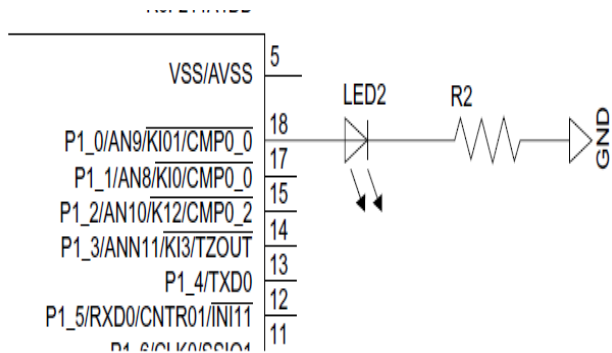 VSS/AVSS 5
LED2 R2
P1_0/AN9/KI01/CMP0_0 18
GND
P1_1/AN8/KI0/CMP0_0 17
P1_2/AN10/K12/CMP0_2 15
P1_3/ANN11/KI3/TZOUT 14
P1_4/TXD0 13
P1_5/RXD0/CNTR01/INI11 12
11